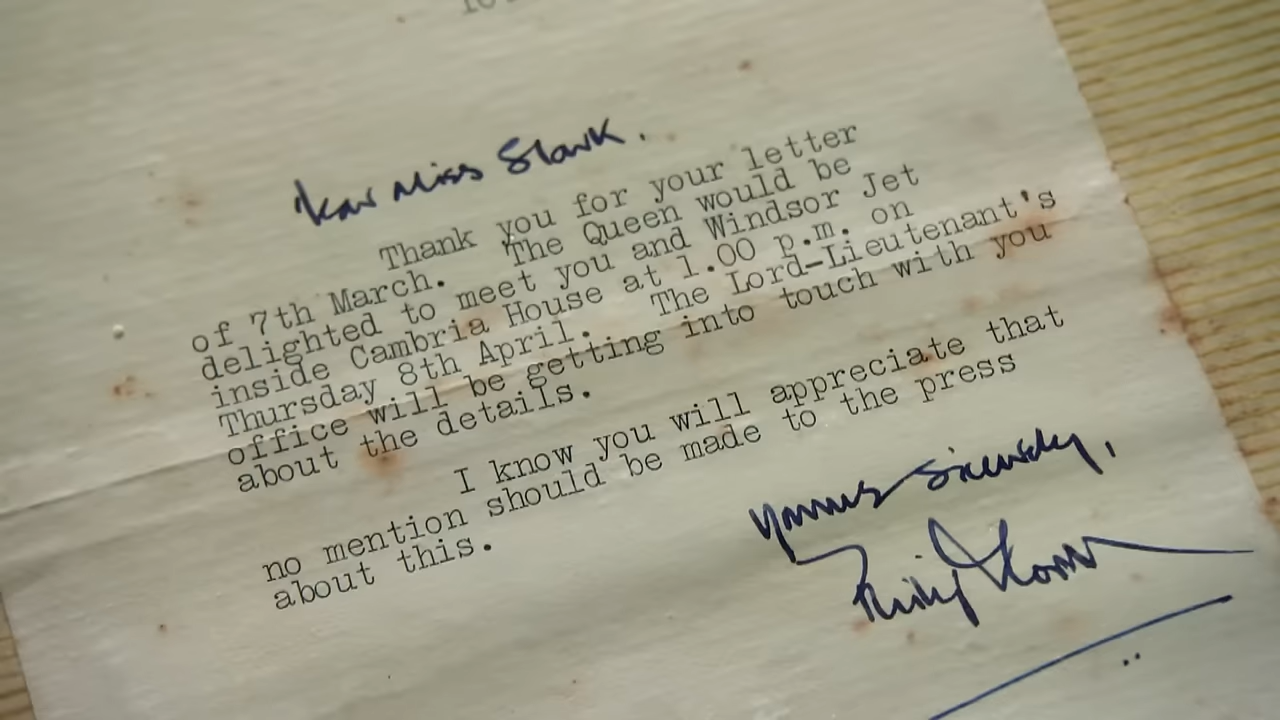 Dear Miss Slark.
Thank you for your letter
of 7th March. The Queen would be
delighted to meet you and Windsor Jet
inside Cambria House at 1.00 p.m. on
Thursday 8th April. The Lord-Lieutenant's
office will be getting into touch with you
about the details.
I know you will appreciate that
no mention should be made to the press
about this.
Yours sincerely,